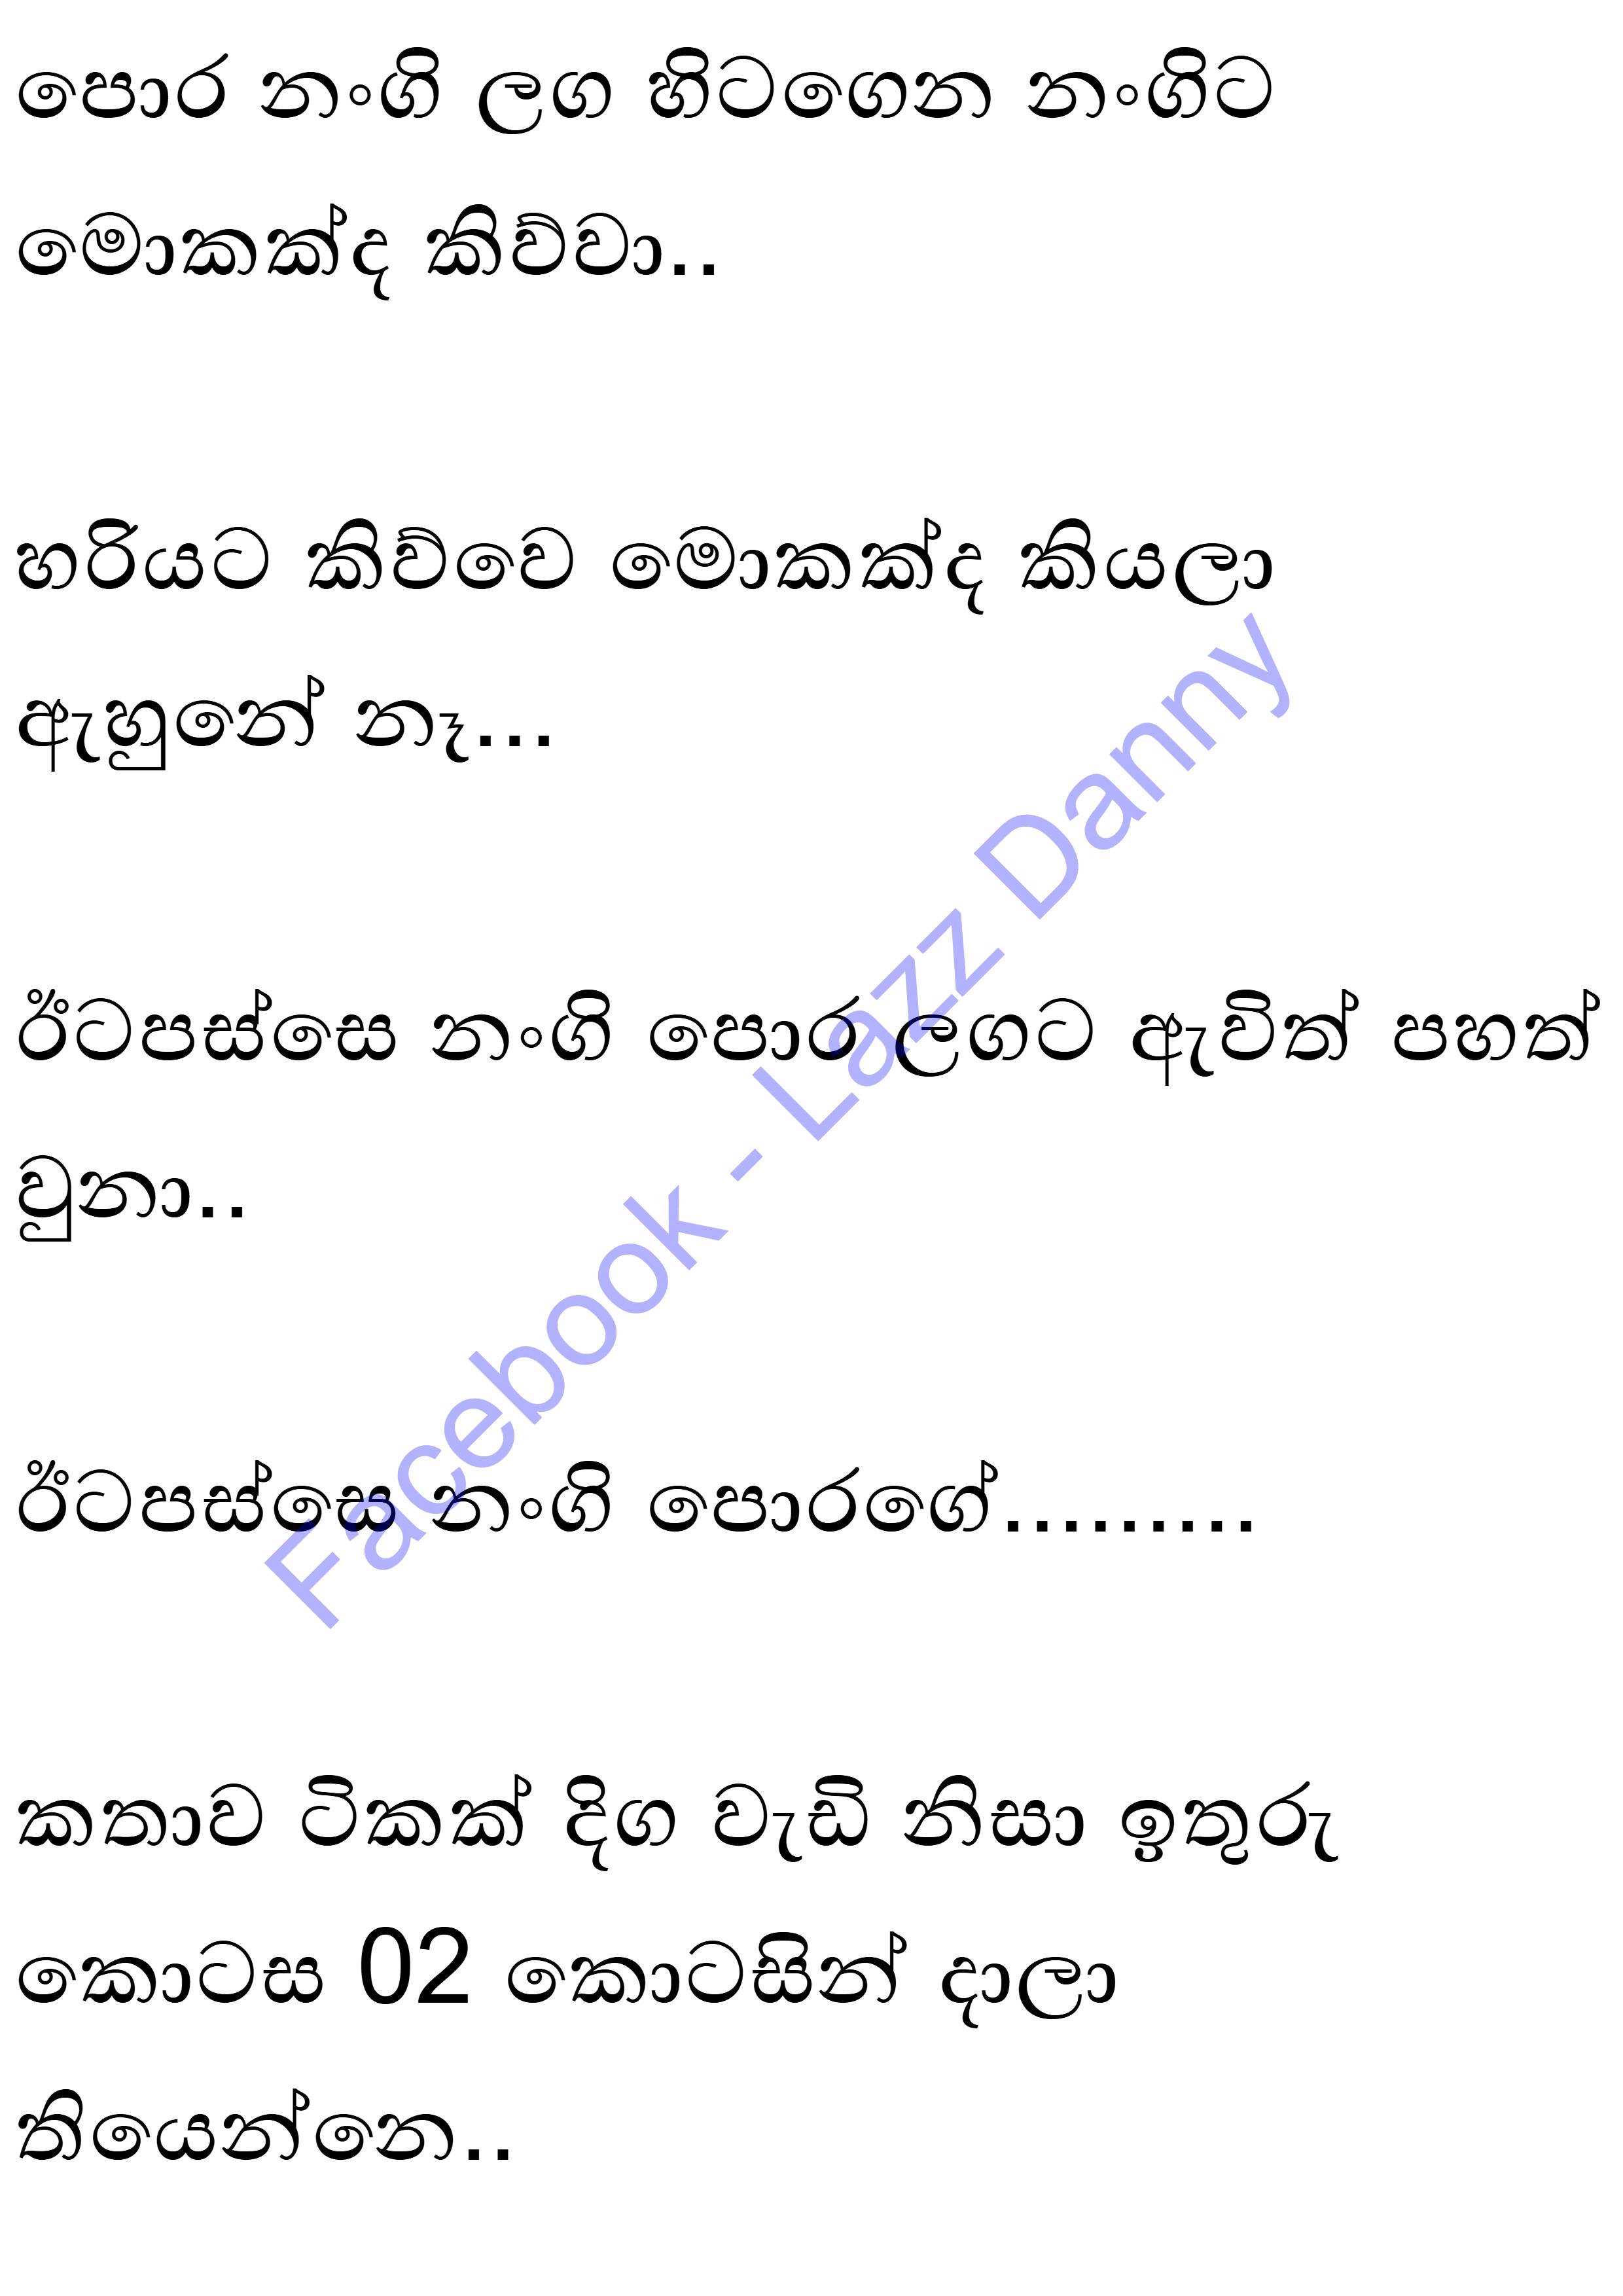 පොර නංගි ලග හිටගෙන නංගිට
මොකක්ද කිව්වා..
හරියට කිව්වෙ මොකක්ද කියලා
ඇහුනේ නෑ...
ඊටපස්සෙ නංගි පොර ලගට ඇවිත් පහත්
වුනා..
ඊටපස්සෙ නංගි පොරගේ.........
කතාව ටිකක් දිග වැඩි නිසා ඉතුරු
කොටස 02 කොටසින් දාලා
තියෙන්නෙ..
Facebook - Lazz Danny